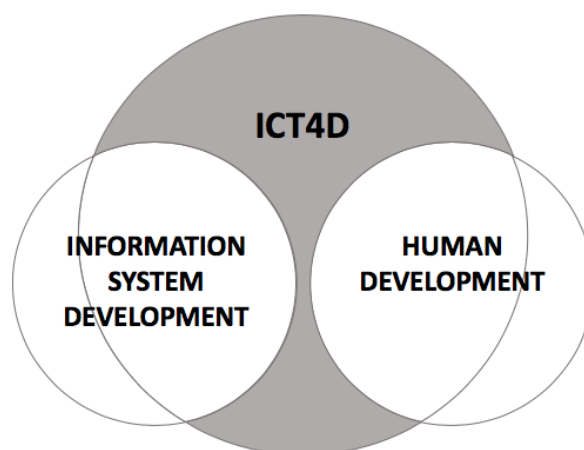 ICT4D
INFORMATION
SYSTEM
DEVELOPMENT
HUMAN
DEVELOPMENT